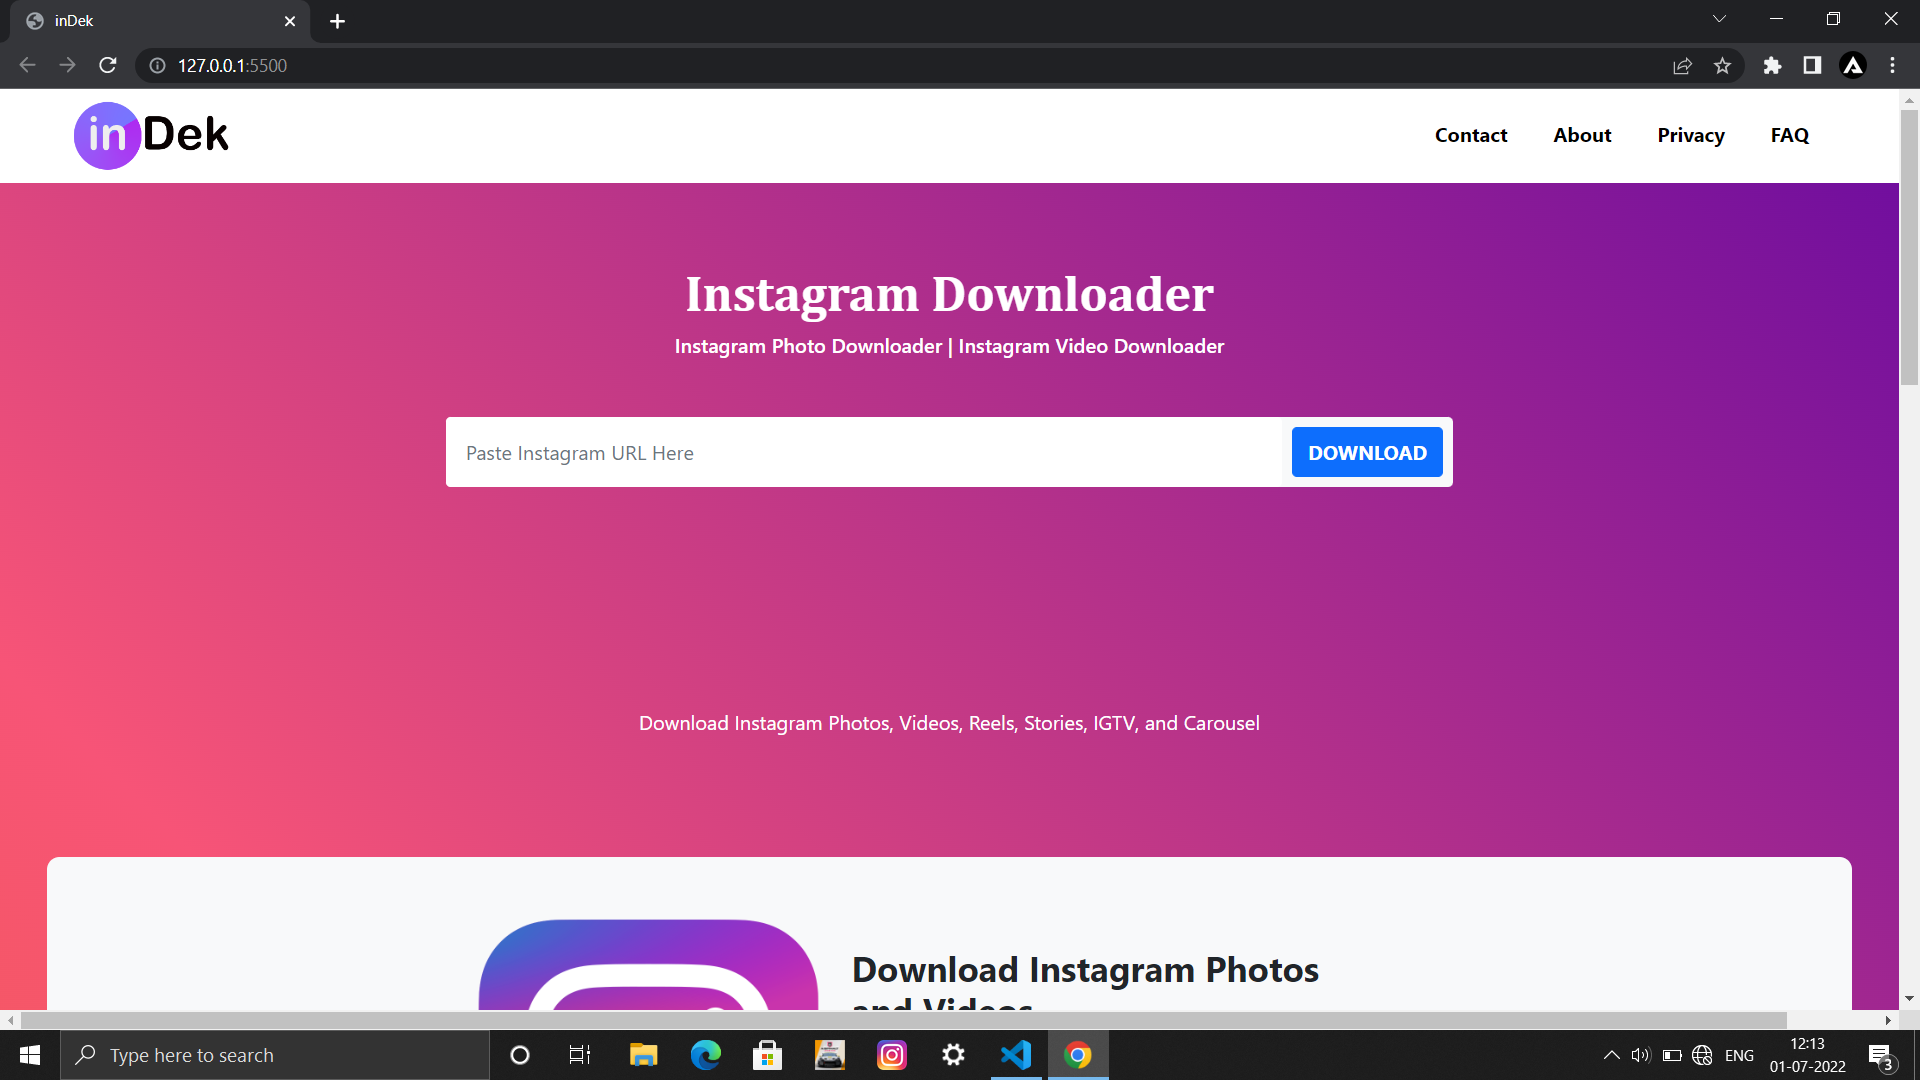 inDek
127.0.0.1:5500
inDek
Contact About Privacy FAQ
Instagram Downloader
Instagram Photo Downloader | Instagram Video Downloader
Paste Instagram URL Here
DOWNLOAD
Download Instagram Photos, Videos, Reels, Stories, IGTV, and Carousel
Download Instagram Photos
and Videos
Type here to search
ENG
12:13
01-07-2022
3